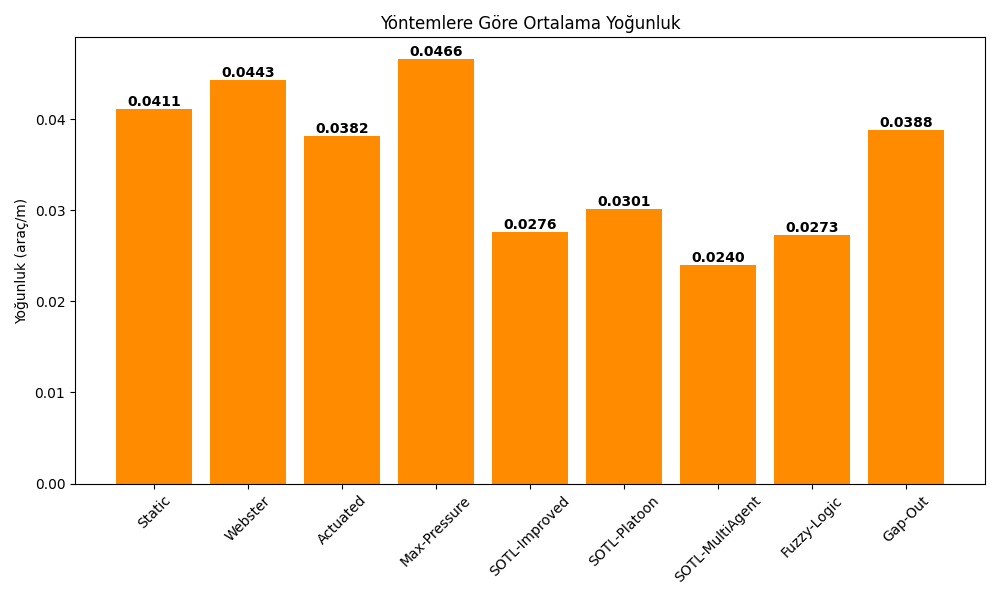 Yöntemlere Göre Ortalama Yoğunluk
Yoğunluk (araç/m)
0.04
0.03
0.02
0.01
0.00
0.0411
0.0443
0.0382
0.0466
0.0276
0.0301
0.0240
0.0273
0.0388
Static
Webster
Actuated
Max-Pressure
SOTL-Improved
SOTL-Platoon
SOTL-MultiAgent
Fuzzy-Logic
Gap-Out